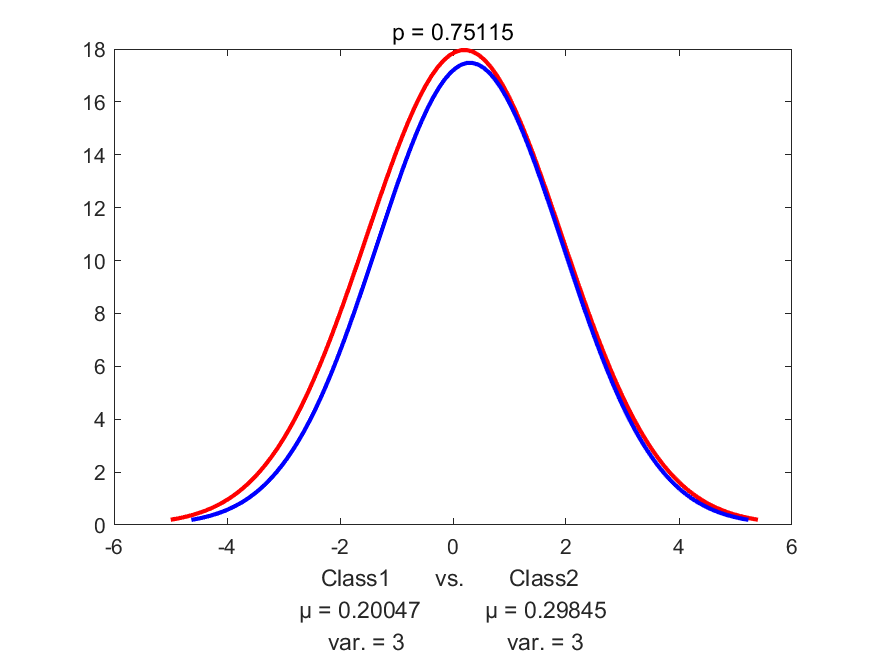 p = 0.75115
18
16
14
12
10
8
6
4
2
0
-6 -4 -2 0 2 4 6
Class1 vs. Class2
μ = 0.20047 μ = 0.29845
var. = 3 var. = 3